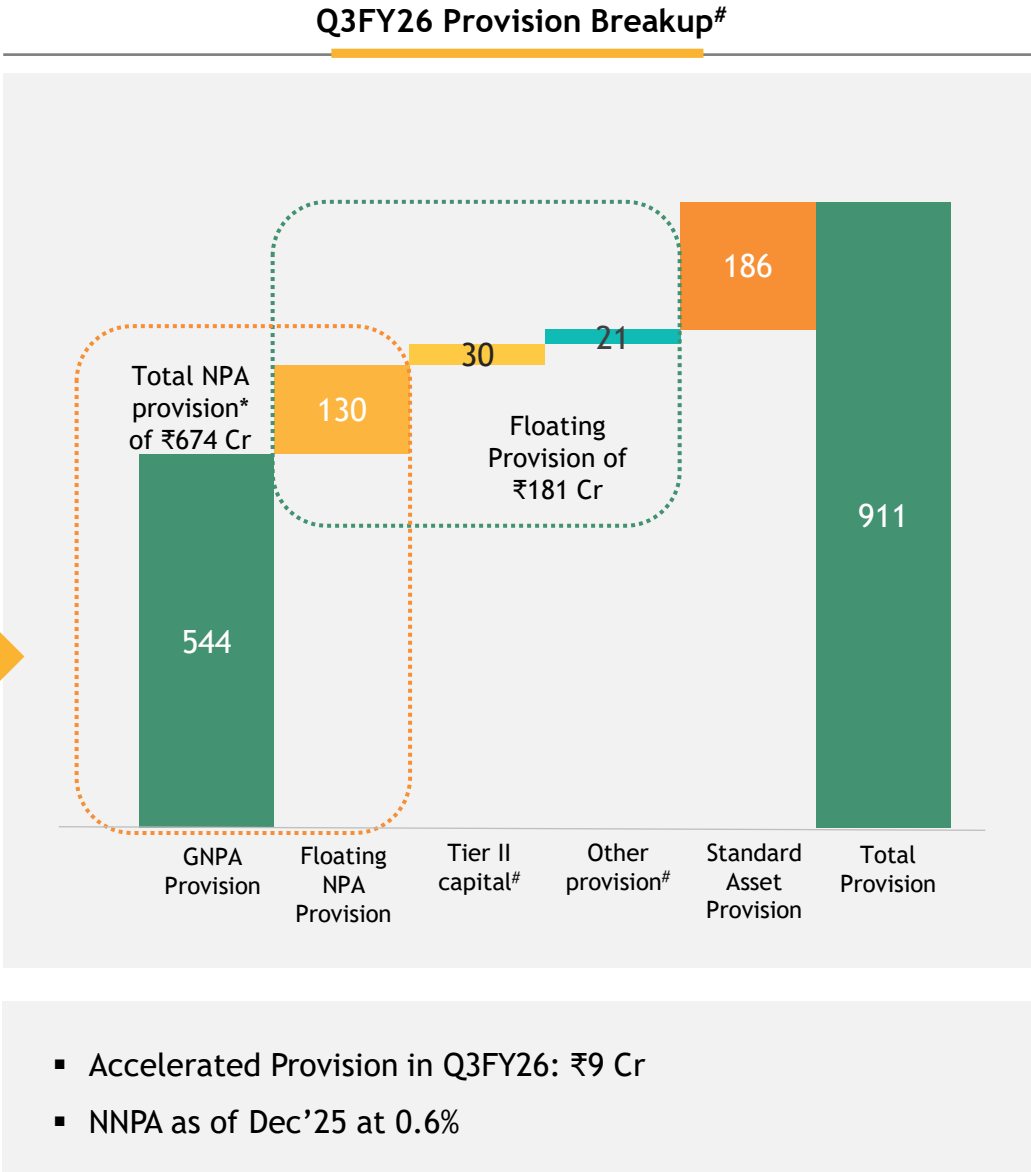 Q3FY26 Provision Breakup#
186
21
30
Total NPA
provision*
of ₹674 Cr
130
Floating
Provision of
₹181 Cr
911
544
GNPA
Provision
Floating
NPA
Provision
Tier II
capital#
Other
provision#
Standard
Asset
Provision
Total
Provision
▪ Accelerated Provision in Q3FY26: ₹9 Cr
▪ NNPA as of Dec’25 at 0.6%